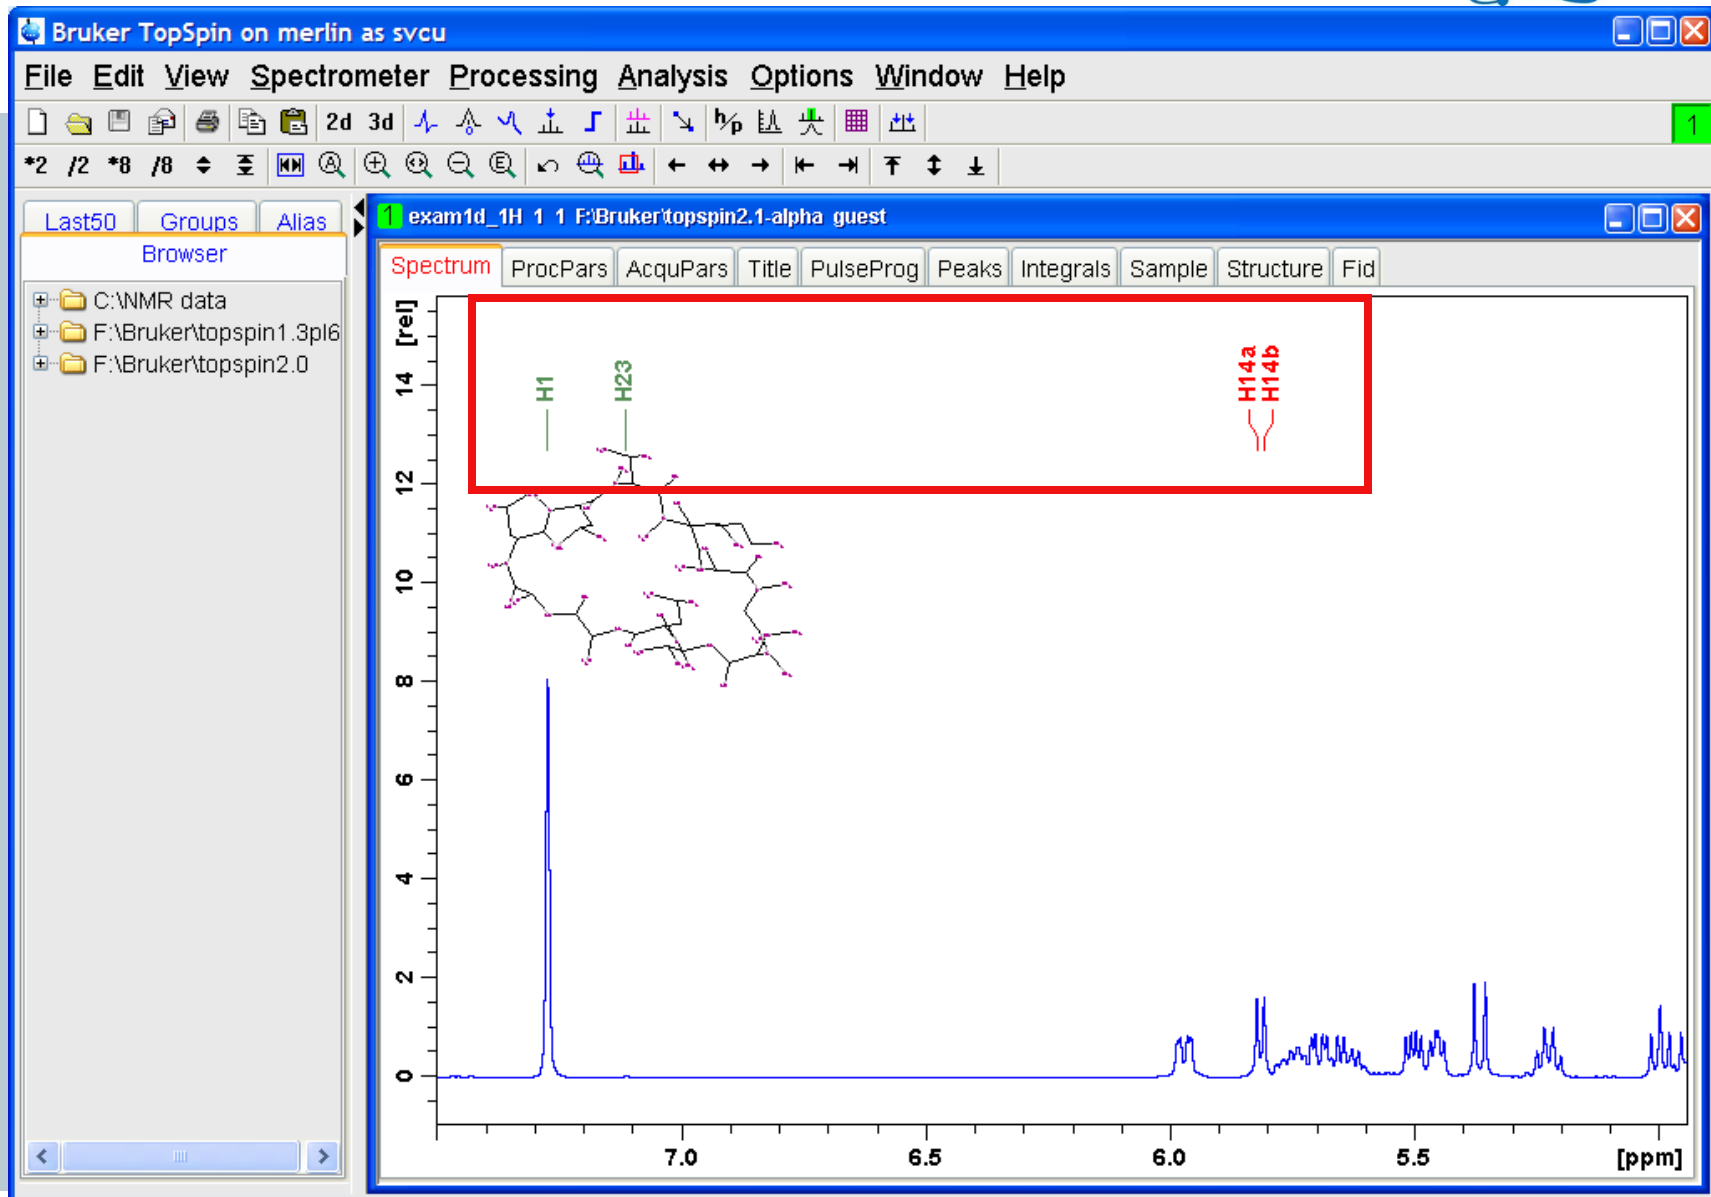 Bruker TopSpin on merlin as svcu
File Edit View Spectrometer Processing Analysis Options Window Help
2d 3d h/p 1
*2 /2 *8 /8 A E
Last50 Groups Alias
Browser
C:\NMR data
F:\Bruker\topspin1.3pl6
F:\Bruker\topspin2.0
1 exam1d_1H 1 1 F:\Bruker\topspin2.1-alpha guest
Spectrum ProcPars AcquPars Title PulseProg Peaks Integrals Sample Structure Fid
[rel]
H1 H23 H14a H14b
14
12
10
8
6
4
2
0
7.0 6.5 6.0 5.5 [ppm]